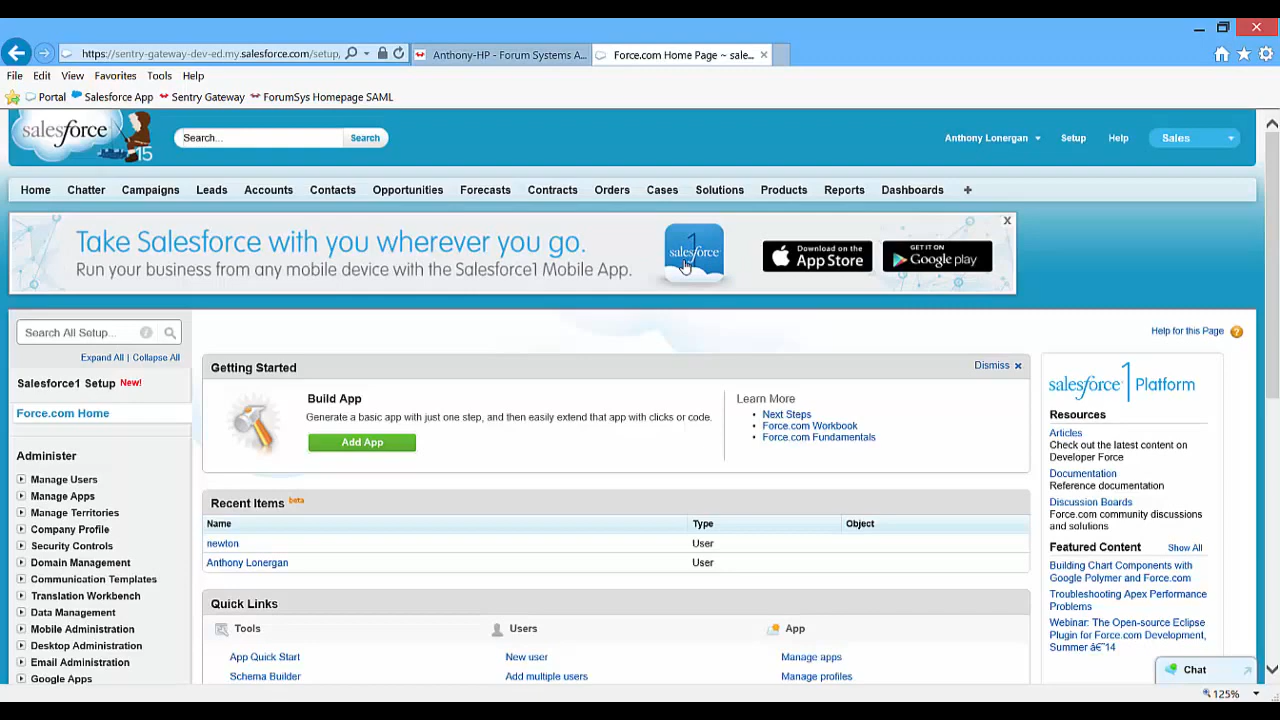 https://sentry-gateway-dev-ed.my.salesforce.com/setup,
Anthony-HP - Forum Systems A...
Force.com Home Page ~ sale...
File Edit View Favorites Tools Help
Portal Salesforce App Sentry Gateway ForumSys Homepage SAML
salesforce
15
Search...
Search
Anthony Lonergan
Setup
Help
Sales
Home Chatter Campaigns Leads Accounts Contacts Opportunities Forecasts Contracts Orders Cases Solutions Products Reports Dashboards +
Take Salesforce with you wherever you go.
Run your business from any mobile device with the Salesforce1 Mobile App.
1
salesforce
Download on the
App Store
GET IT ON
Google play
X
Search All Setup...
Expand All | Collapse All
Salesforce1 Setup New!
Force.com Home
Administer
Manage Users
Manage Apps
Manage Territories
Company Profile
Security Controls
Domain Management
Communication Templates
Translation Workbench
Data Management
Mobile Administration
Desktop Administration
Email Administration
Google Apps
Help for this Page ?
Getting Started
Dismiss x
Build App
Generate a basic app with just one step, and then easily extend that app with clicks or code.
Add App
Learn More
• Next Steps
• Force.com Workbook
• Force.com Fundamentals
Recent Items beta
Name Type Object
newton User
Anthony Lonergan User
Quick Links
Tools Users App
App Quick Start New user Manage apps
Schema Builder Add multiple users Manage profiles
salesforce1 Platform
Resources
Articles
Check out the latest content on
Developer Force
Documentation
Reference documentation
Discussion Boards
Force.com community discussions
and solutions
Featured Content Show All
Building Chart Components with
Google Polymer and Force.com
Troubleshooting Apex Performance
Problems
Webinar: The Open-source Eclipse
Plugin for Force.com Development,
Summer â€˜14
Chat
125%